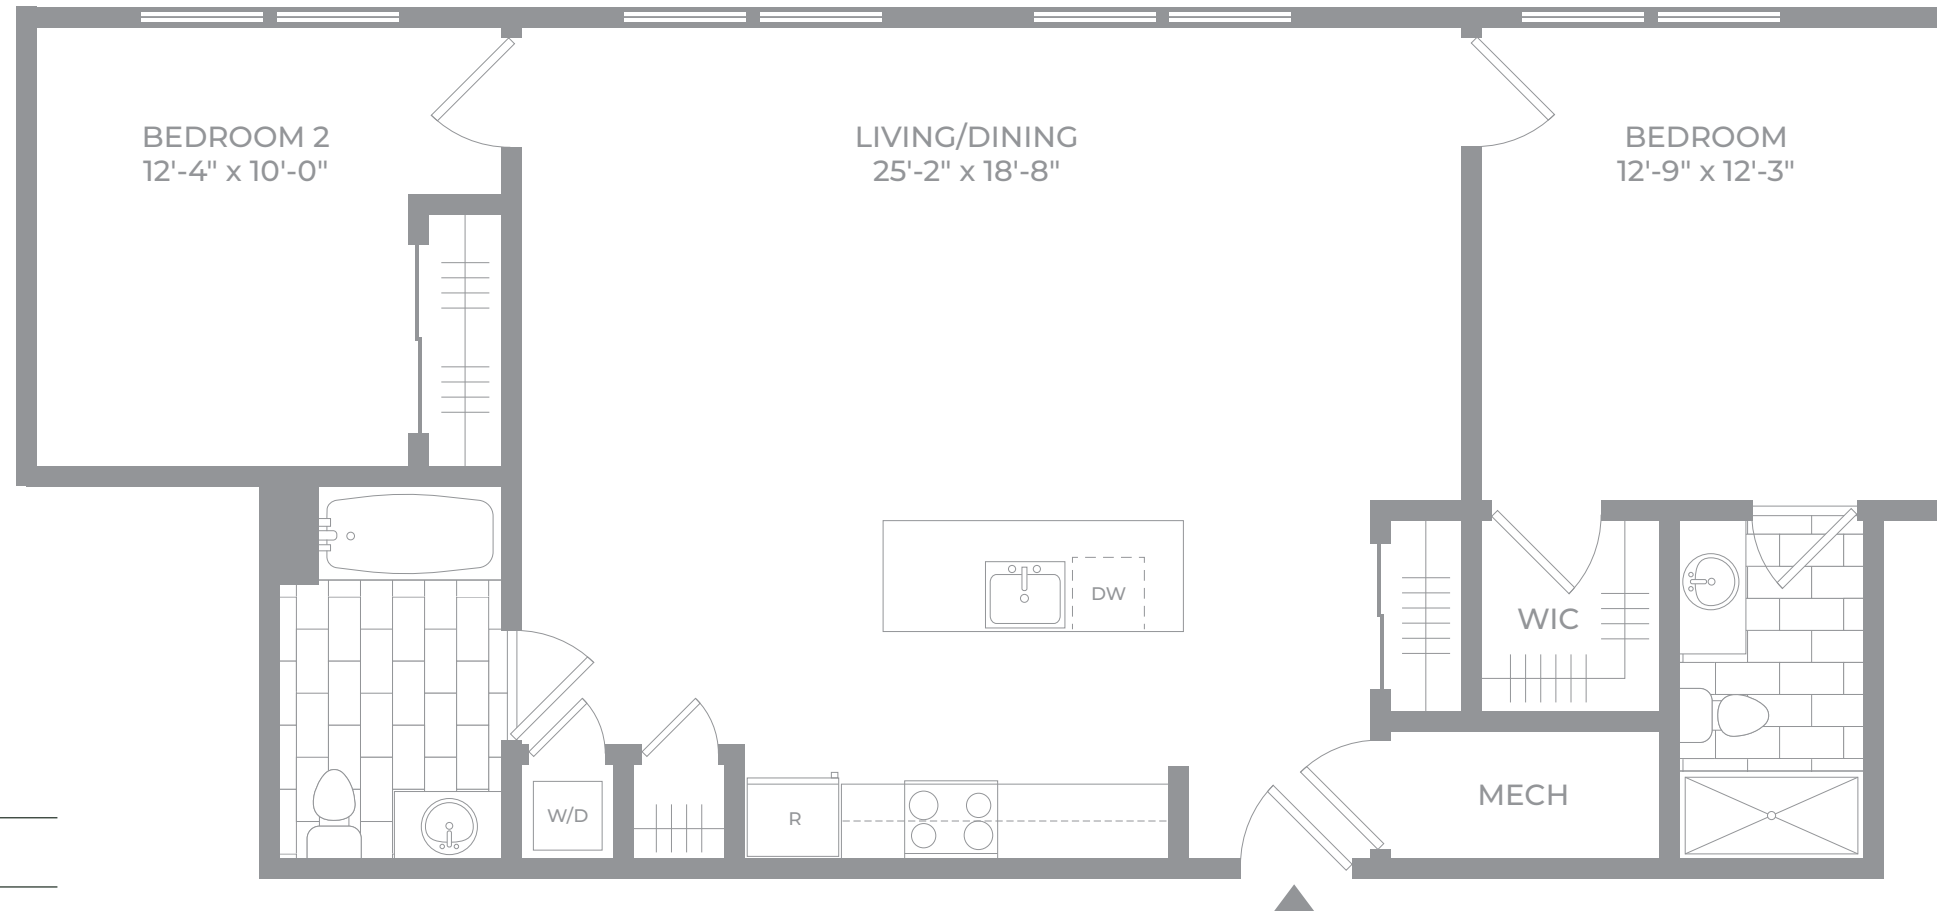 BEDROOM 2
12'-4" x 10'-0"
LIVING/DINING
25'-2" x 18'-8"
BEDROOM
12'-9" x 12'-3"
DW
WIC
MECH
W/D
R